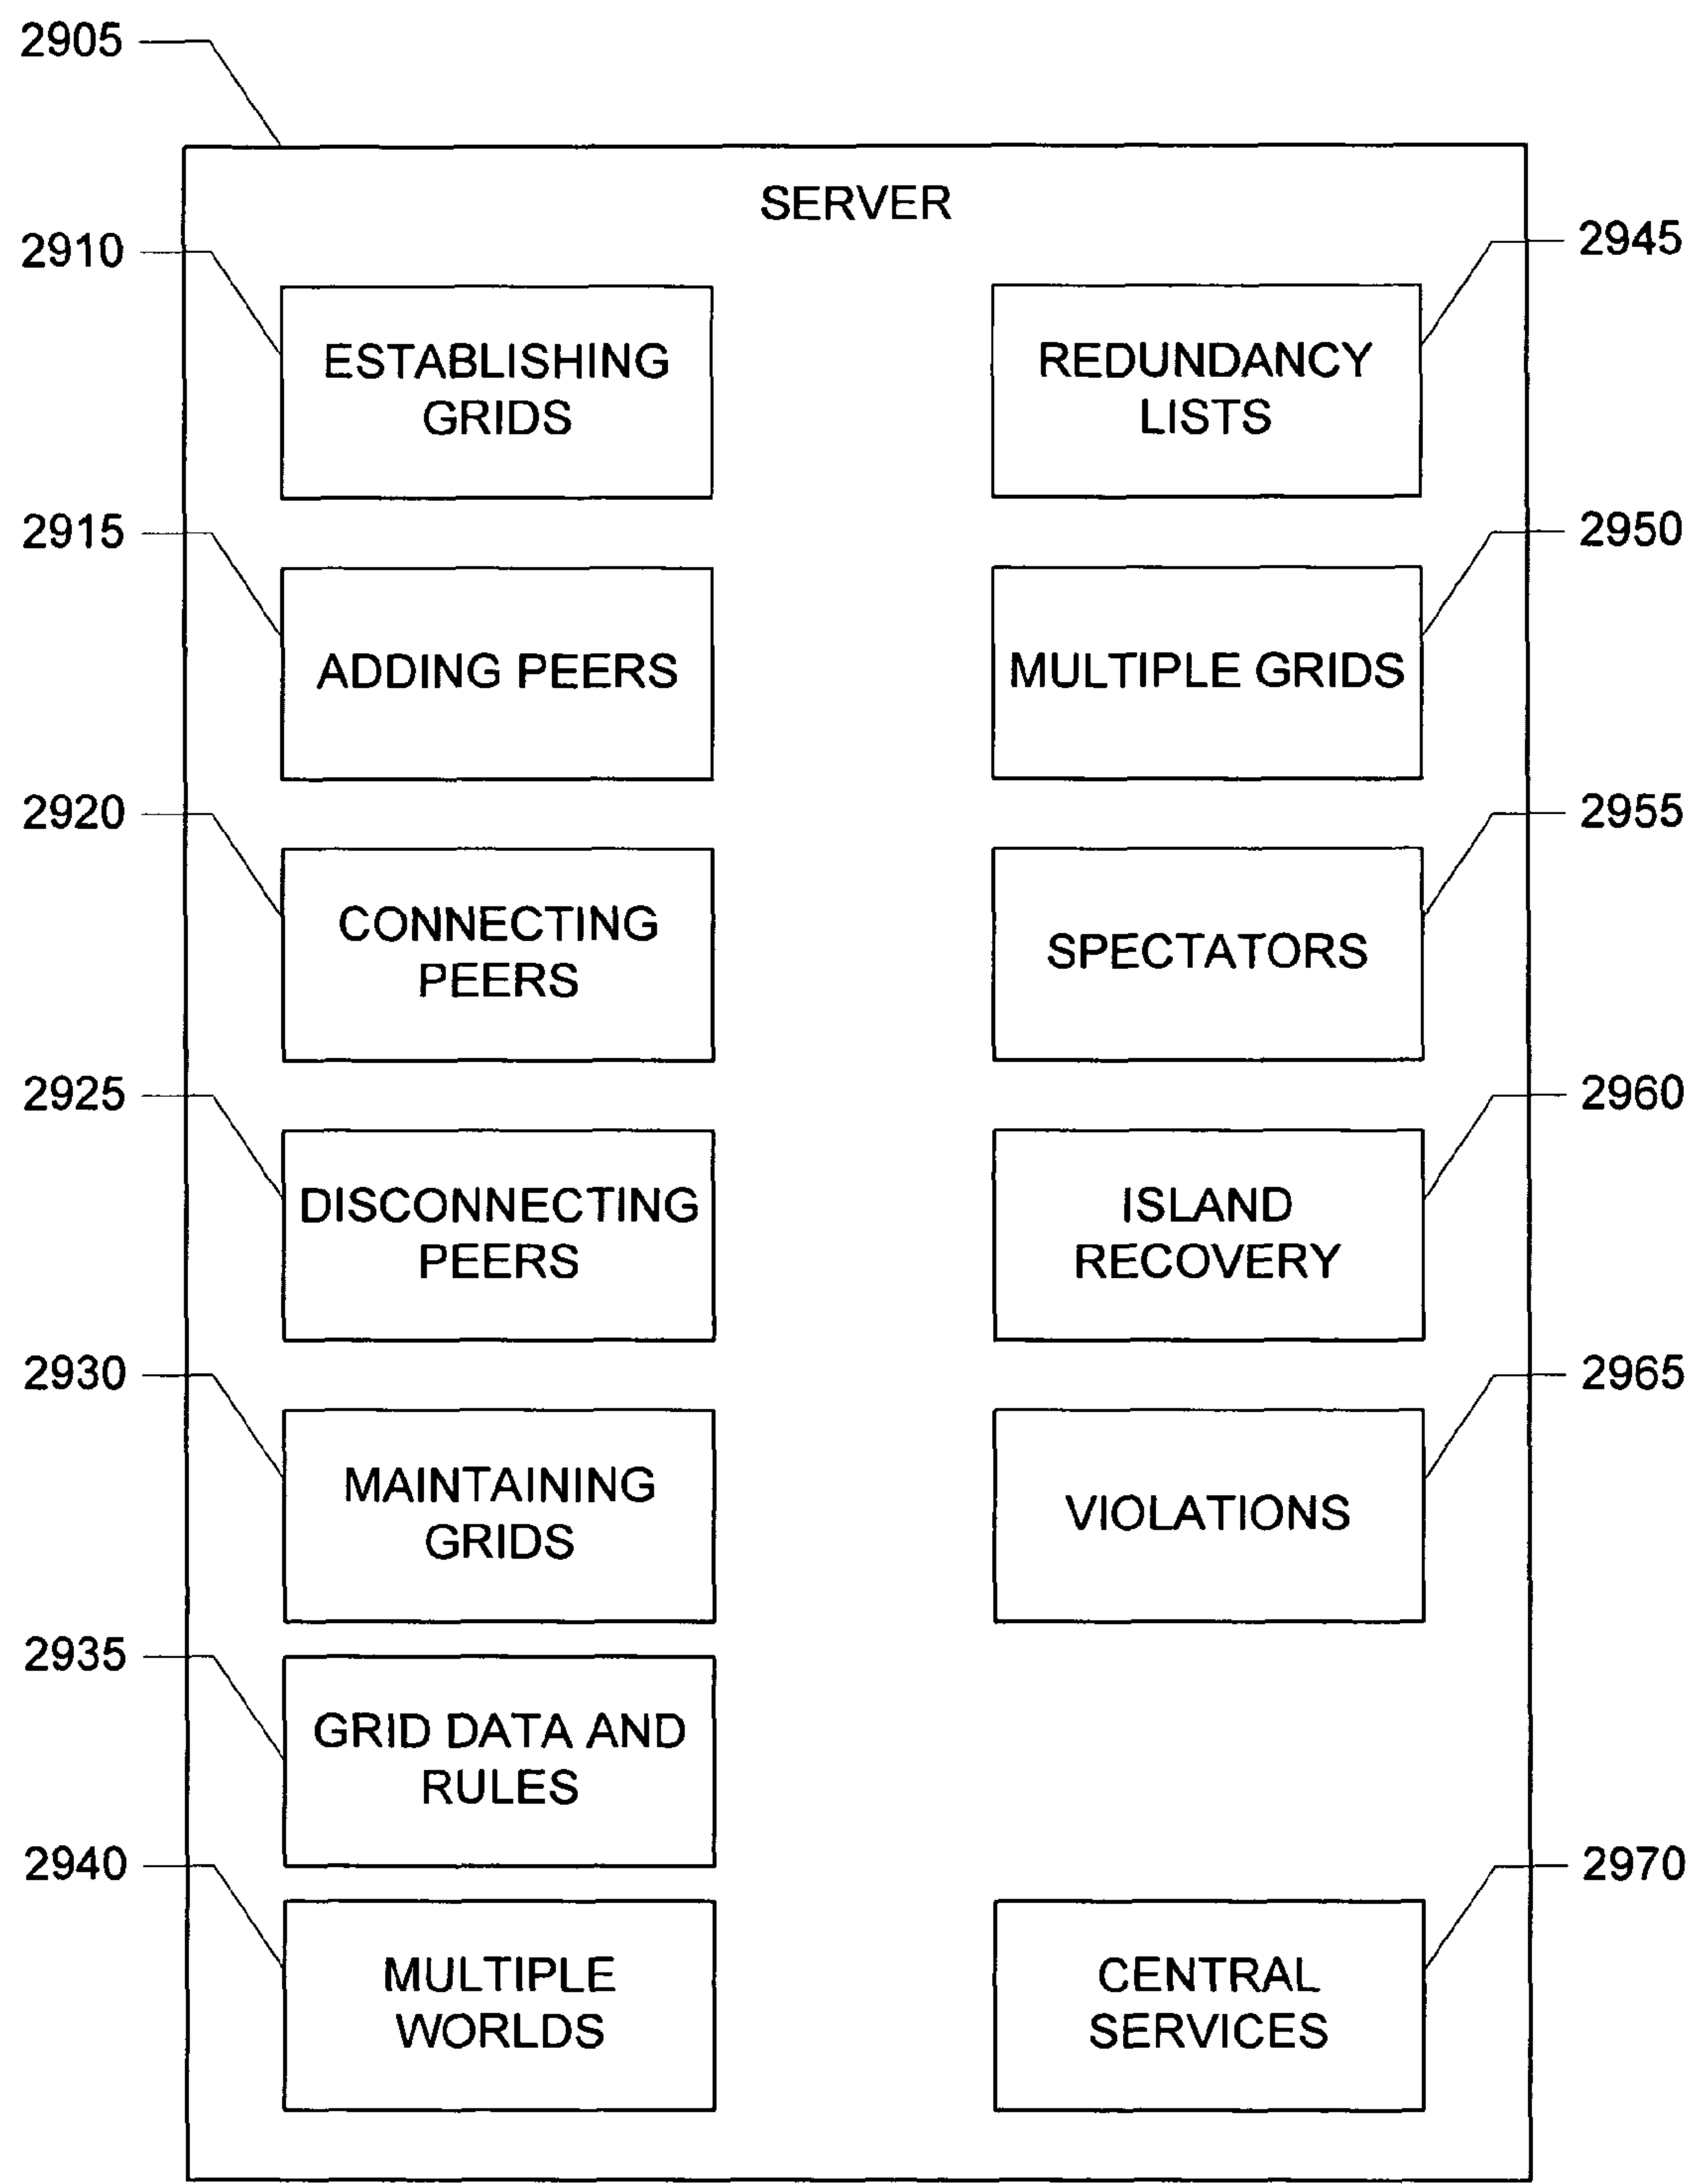 2905
SERVER
2910
ESTABLISHING
GRIDS
2945
REDUNDANCY
LISTS
2915
ADDING PEERS
2950
MULTIPLE GRIDS
2920
CONNECTING
PEERS
2955
SPECTATORS
2925
DISCONNECTING
PEERS
2960
ISLAND
RECOVERY
2930
MAINTAINING
GRIDS
2965
VIOLATIONS
2935
GRID DATA AND
RULES
2940
MULTIPLE
WORLDS
2970
CENTRAL
SERVICES